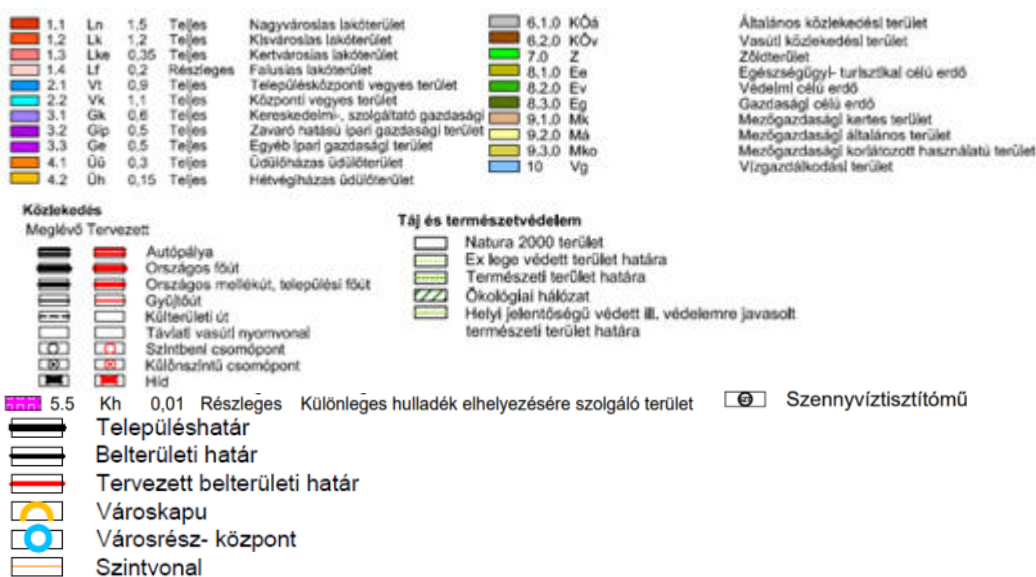 1.1 Ln 1,5 Teljes Nagyvárosias lakóterület
1.2 Lk 1,2 Teljes Kisvárosias lakóterület
1.3 Lke 0,35 Teljes Kertvárosias lakóterület
1.4 Lf 0,2 Részleges Falusias lakóterület
2.1 Vt 0,9 Teljes Településközponti vegyes terület
2.2 Vk 1,1 Teljes Központi vegyes terület
3.1 Gk 0,6 Teljes Kereskedelmi-, szolgáltató gazdasági
3.2 Gip 0,5 Teljes Zavaró hatású ipari gazdasági terület
3.3 Ge 0,5 Teljes Egyéb ipari gazdasági terület
4.1 Üü 0,3 Teljes Üdülőházas üdülőterület
4.2 Üh 0,15 Teljes Hétvégiházas üdülőterület
6.1.0 KÖá Általános közlekedési terület
6.2.0 KÖv Vasúti közlekedési terület
7.0 Z Zöldterület
8.1.0 Ee Egészségügyi- turisztikai célú erdő
8.2.0 Ev Védelmi célú erdő
8.3.0 Eg Gazdasági célú erdő
9.1.0 Mk Mezőgazdasági kertes terület
9.2.0 Má Mezőgazdasági általános terület
9.3.0 Mko Mezőgazdasági korlátozott használatú terület
10 Vg Vízgazdálkodási terület
Közlekedés
Meglévő Tervezett
Autópálya
Országos főút
Országos mellékút, települési főút
Gyűjtőút
Külterületi út
Távlati vasúti nyomvonal
Szintbeni csomópont
Különszintű csomópont
Híd
Táj és természetvédelem
Natura 2000 terület
Ex lege védett terület határa
Természeti terület határa
Ökológiai hálózat
Helyi jelentőségű védett ill. védelemre javasolt
természeti terület határa
5.5 Kh 0,01 Részleges Különleges hulladék elhelyezésére szolgáló terület
Szennyvíztisztítómű
Településhatár
Belterületi határ
Tervezett belterületi határ
Városkapu
Városrész- központ
Szintvonal